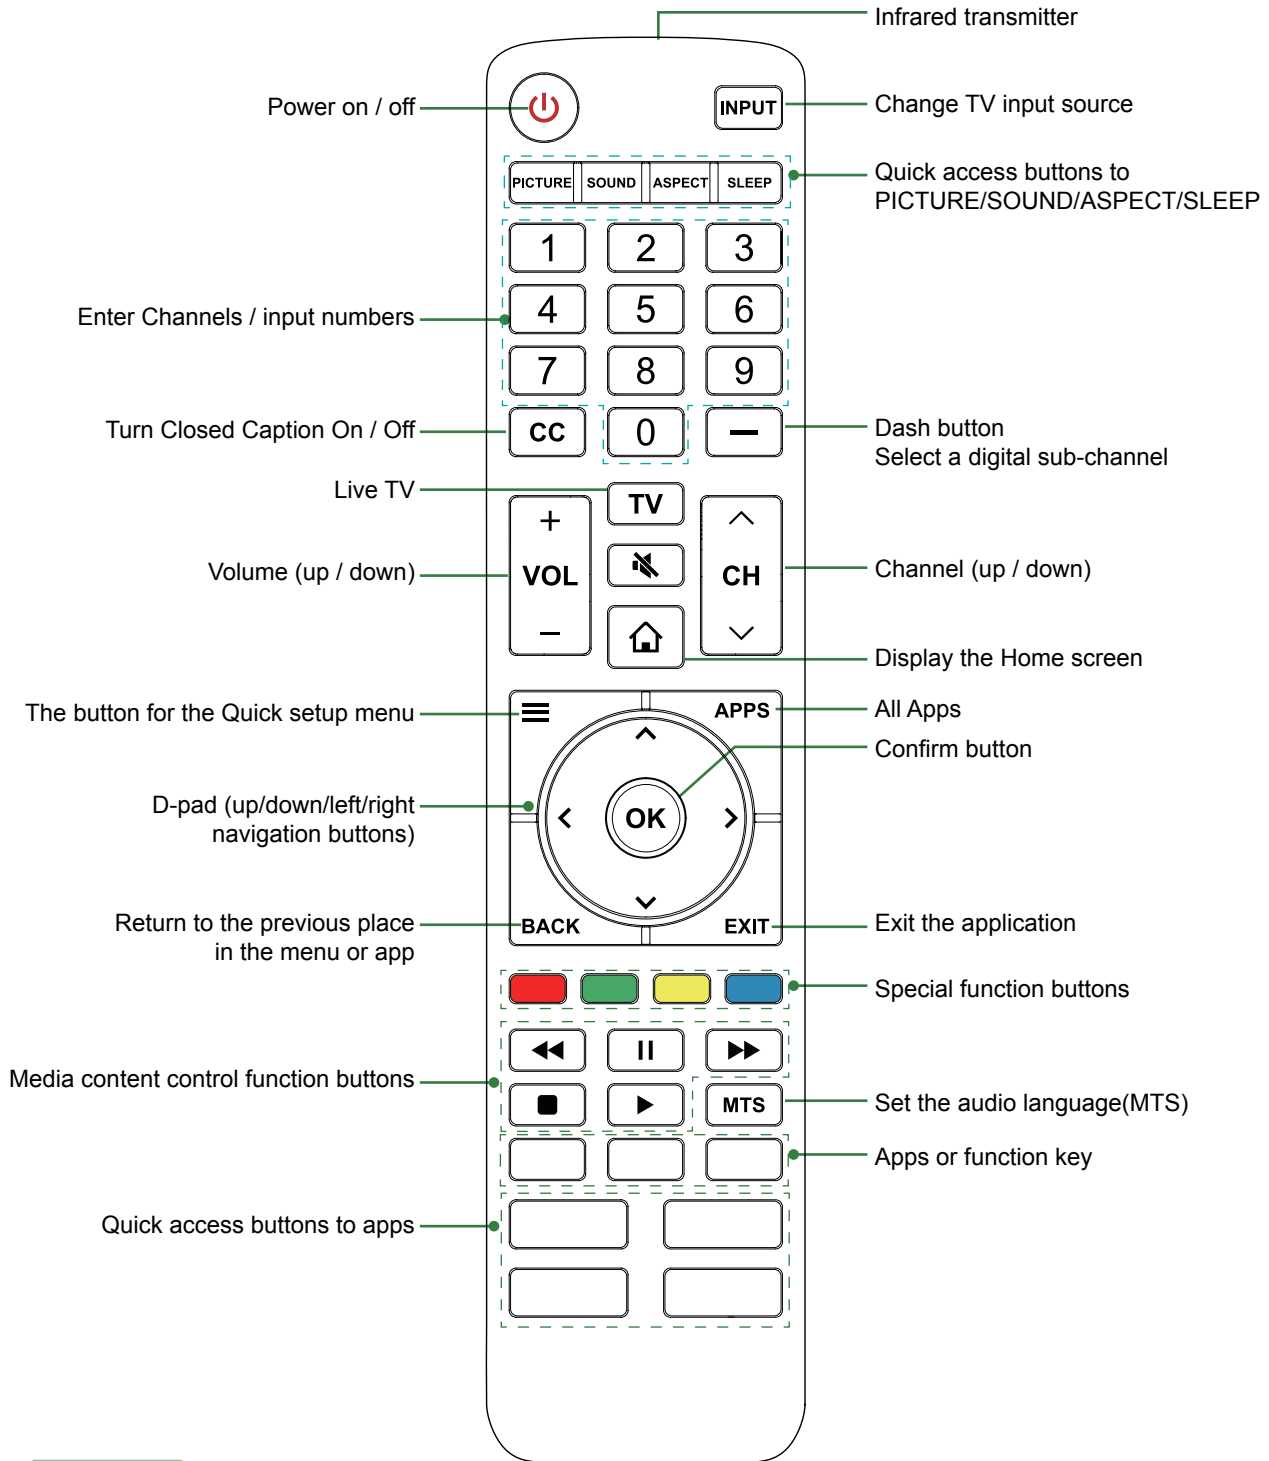 Infrared transmitter
Power on / off
INPUT
Change TV input source
PICTURE SOUND ASPECT SLEEP
Quick access buttons to
PICTURE/SOUND/ASPECT/SLEEP
1 2 3
Enter Channels / input numbers
4 5 6
7 8 9
Turn Closed Caption On / Off
CC 0 —
Dash button
Select a digital sub-channel
Live TV
TV
+
Volume (up / down)
VOL
CH
Channel (up / down)
–
Display the Home screen
The button for the Quick setup menu
APPS
All Apps
Confirm button
D-pad (up/down/left/right
navigation buttons)
OK
Return to the previous place
in the menu or app
BACK
EXIT
Exit the application
Special function buttons
Media content control function buttons
MTS
Set the audio language(MTS)
Apps or function key
Quick access buttons to apps